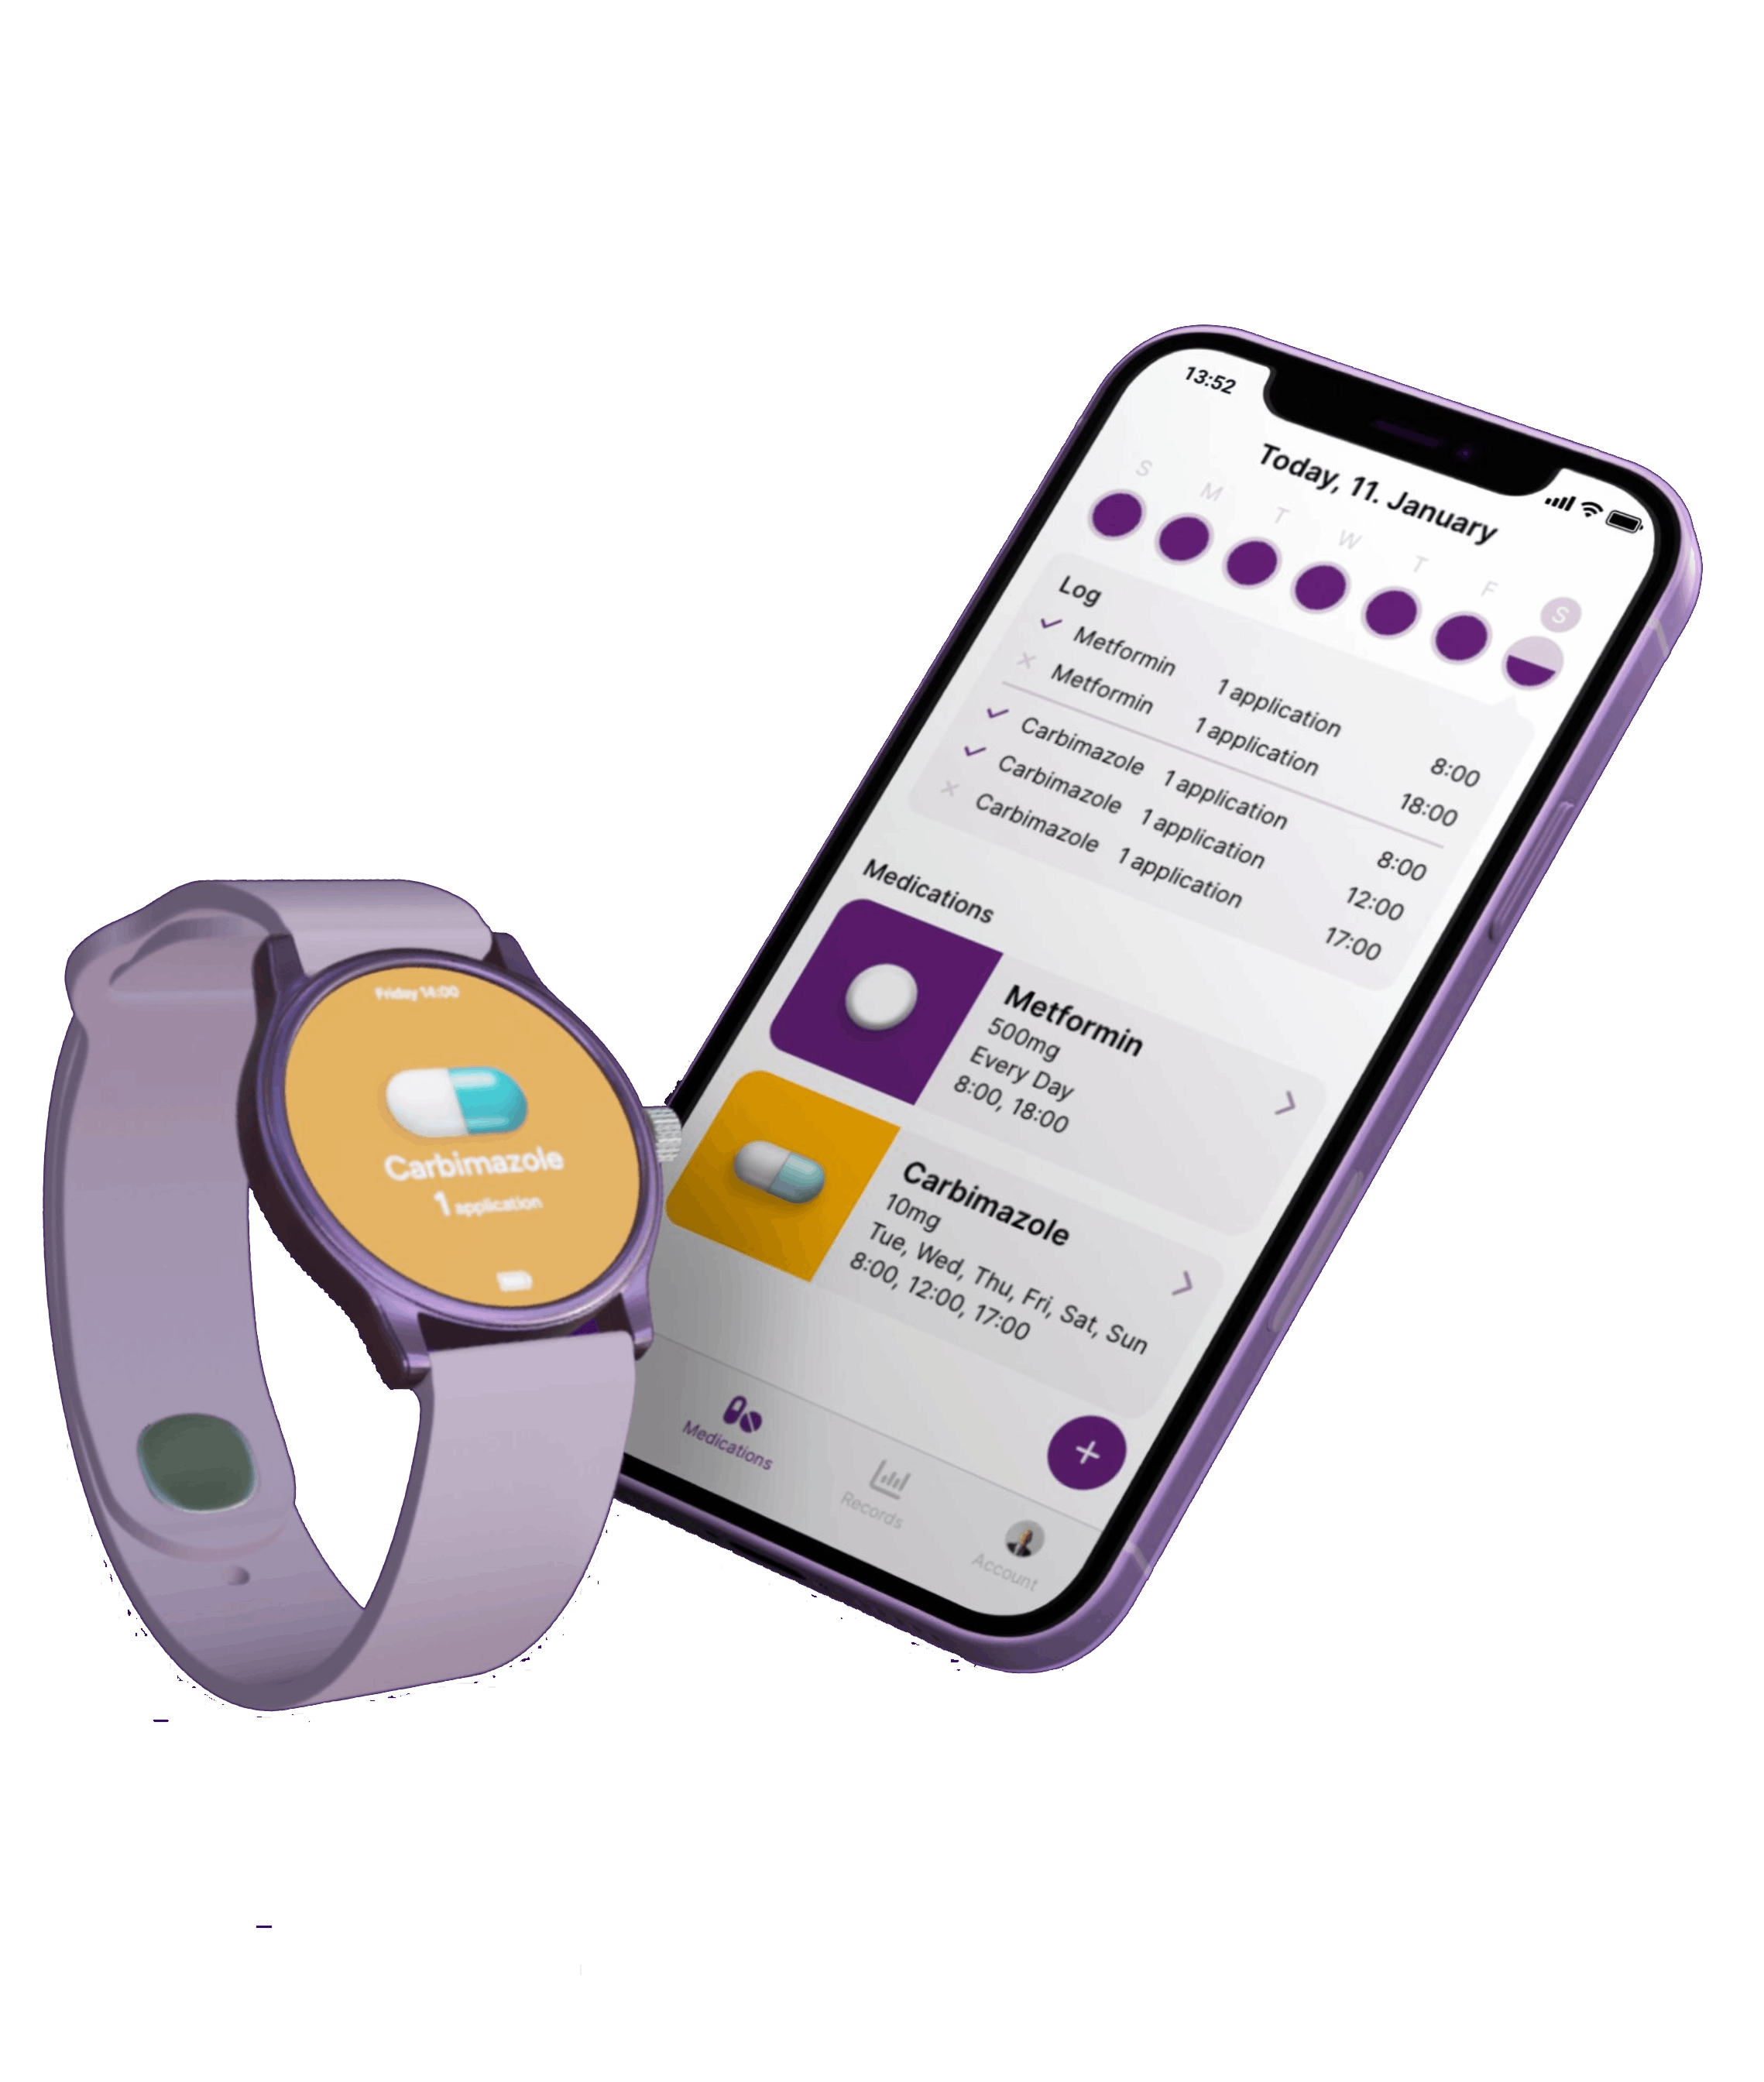 13:52
Today, 11. January
S M T W T F S
Log
Metformin 1 application 8:00
Metformin 1 application 18:00
Carbimazole 1 application 8:00
Carbimazole 1 application 12:00
Carbimazole 1 application 17:00
Medications
Metformin
500mg
Every Day
8:00, 18:00
Carbimazole
10mg
Tue, Wed, Thu, Fri, Sat, Sun
8:00, 12:00, 17:00
Medications
Records
Account
Friday 14:00
Carbimazole
1 application